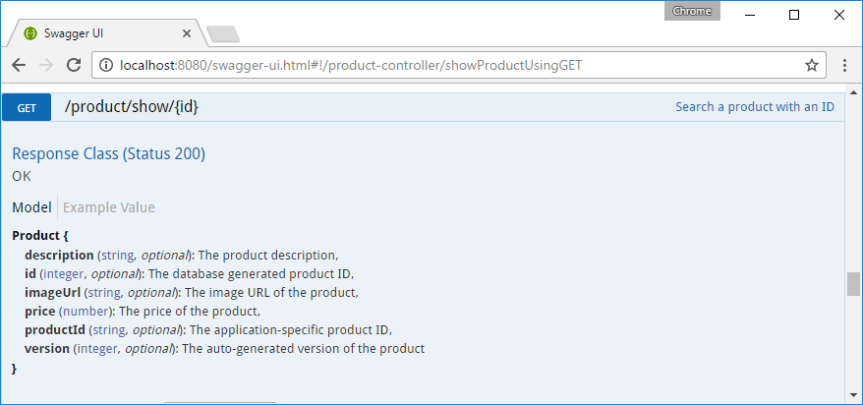 Chrome
Swagger UI
localhost:8080/swagger-ui.html#!/product-controller/showProductUsingGET
GET /product/show/{id} Search a product with an ID
Response Class (Status 200)
OK
Model Example Value
Product {
description (string, optional): The product description,
id (integer, optional): The database generated product ID,
imageUrl (string, optional): The image URL of the product,
price (number): The price of the product,
productId (string, optional): The application-specific product ID,
version (integer, optional): The auto-generated version of the product
}